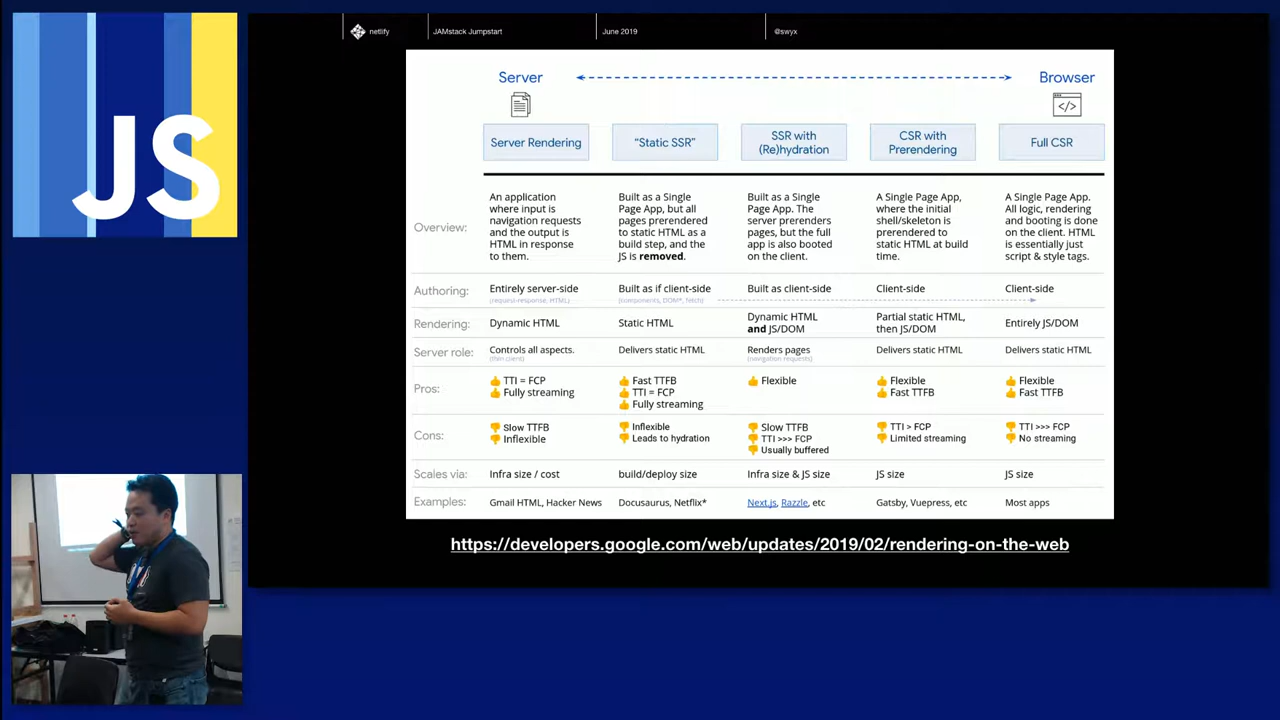 JS
netlify
JAMstack Jumpstart
June 2019
@swyx
Server
Browser
Server Rendering
“Static SSR”
SSR with
(Re)hydration
CSR with
Prerendering
Full CSR
Overview:
An application
where input is
navigation requests
and the output is
HTML in response
to them.
Built as a Single
Page App, but all
pages prerendered
to static HTML as a
build step, and the
JS is removed.
Built as a Single
Page App. The
server prerenders
pages, but the full
app is also booted
on the client.
A Single Page App,
where the initial
shell/skeleton is
prerendered to
static HTML at build
time.
A Single Page App.
All logic, rendering
and booting is done
on the client. HTML
is essentially just
script & style tags.
Authoring:
Entirely server-side
(request-response, HTML)
Built as if client-side
(components, DOM*, fetch)
Built as client-side
Client-side
Client-side
Rendering:
Dynamic HTML
Static HTML
Dynamic HTML
and JS/DOM
Partial static HTML,
then JS/DOM
Entirely JS/DOM
Server role:
Controls all aspects.
(thin client)
Delivers static HTML
Renders pages
(navigation requests)
Delivers static HTML
Delivers static HTML
Pros:
👍 TTI = FCP
👍 Fully streaming
👍 Fast TTFB
👍 TTI = FCP
👍 Fully streaming
👍 Flexible
👍 Flexible
👍 Fast TTFB
👍 Flexible
👍 Fast TTFB
Cons:
👎 Slow TTFB
👎 Inflexible
👎 Inflexible
👎 Leads to hydration
👎 Slow TTFB
👎 TTI >>> FCP
👎 Usually buffered
👎 TTI > FCP
👎 Limited streaming
👎 TTI >>> FCP
👎 No streaming
Scales via:
Infra size / cost
build/deploy size
Infra size & JS size
JS size
JS size
Examples:
Gmail HTML, Hacker News
Docusaurus, Netflix*
Next.js, Razzle, etc
Gatsby, Vuepress, etc
Most apps
https://developers.google.com/web/updates/2019/02/rendering-on-the-web